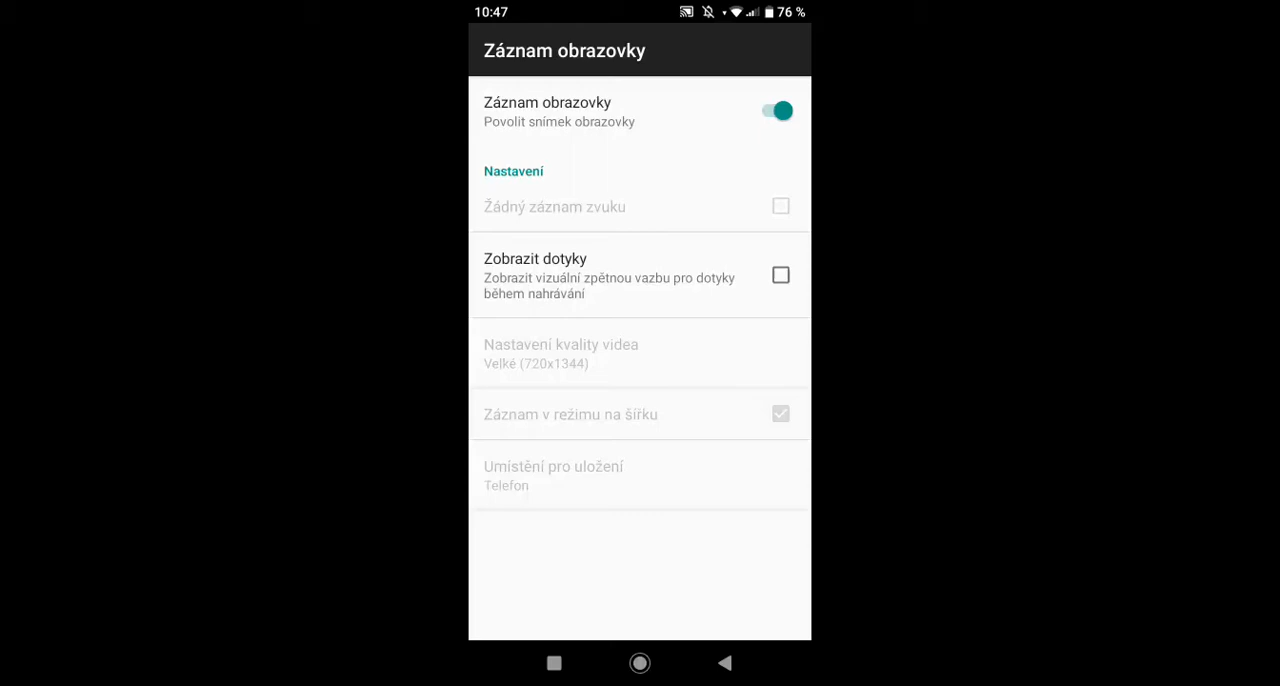 10:47
76 %
Záznam obrazovky
Záznam obrazovky
Povolit snímek obrazovky
Nastavení
Žádný záznam zvuku
Zobrazit dotyky
Zobrazit vizuální zpětnou vazbu pro dotyky
během nahrávání
Nastavení kvality videa
Velké (720x1344)
Záznam v režimu na šířku
Umístění pro uložení
Telefon